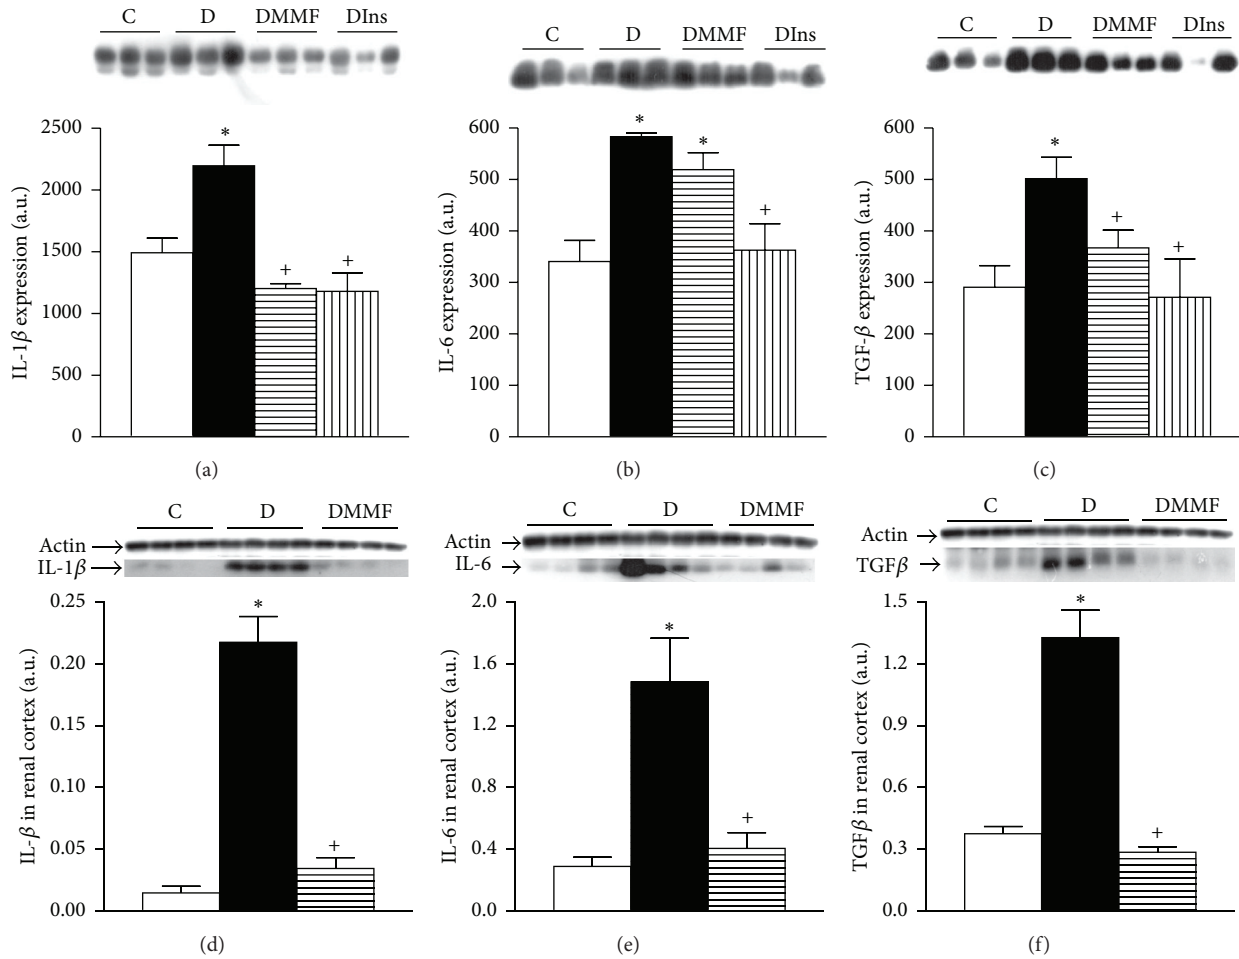 C D DMMF DIns
2500
2000
1500
1000
500
0
IL-1β expression (a.u.)
*
+
+
(a)
C D DMMF DIns
600
500
400
300
200
100
0
IL-6 expression (a.u.)
*
*
+
(b)
C D DMMF DIns
600
500
400
300
200
100
0
TGF-β expression (a.u.)
*
+
+
(c)
C D DMMF
Actin
IL-1β
0.25
0.20
0.15
0.10
0.05
0.00
IL-β in renal cortex (a.u.)
*
+
(d)
C D DMMF
Actin
IL-6
2.0
1.6
1.2
0.8
0.4
0.0
IL-6 in renal cortex (a.u.)
*
+
(e)
C D DMMF
Actin
TGFβ
1.5
1.2
0.9
0.6
0.3
0.0
TGFβ in renal cortex (a.u.)
*
+
(f)